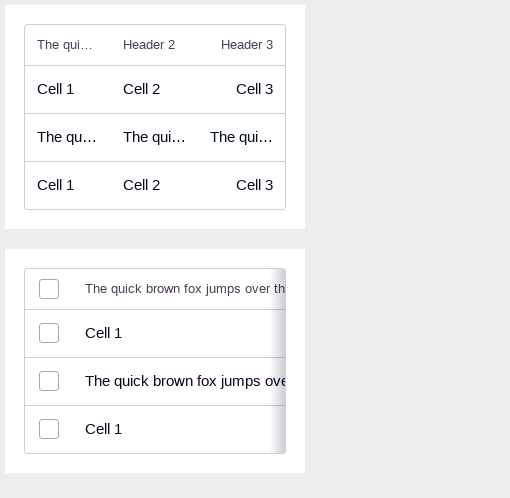 The qui... Header 2 Header 3
Cell 1 Cell 2 Cell 3
The qu... The qui... The qui...
Cell 1 Cell 2 Cell 3
The quick brown fox jumps over th
Cell 1
The quick brown fox jumps ove
Cell 1